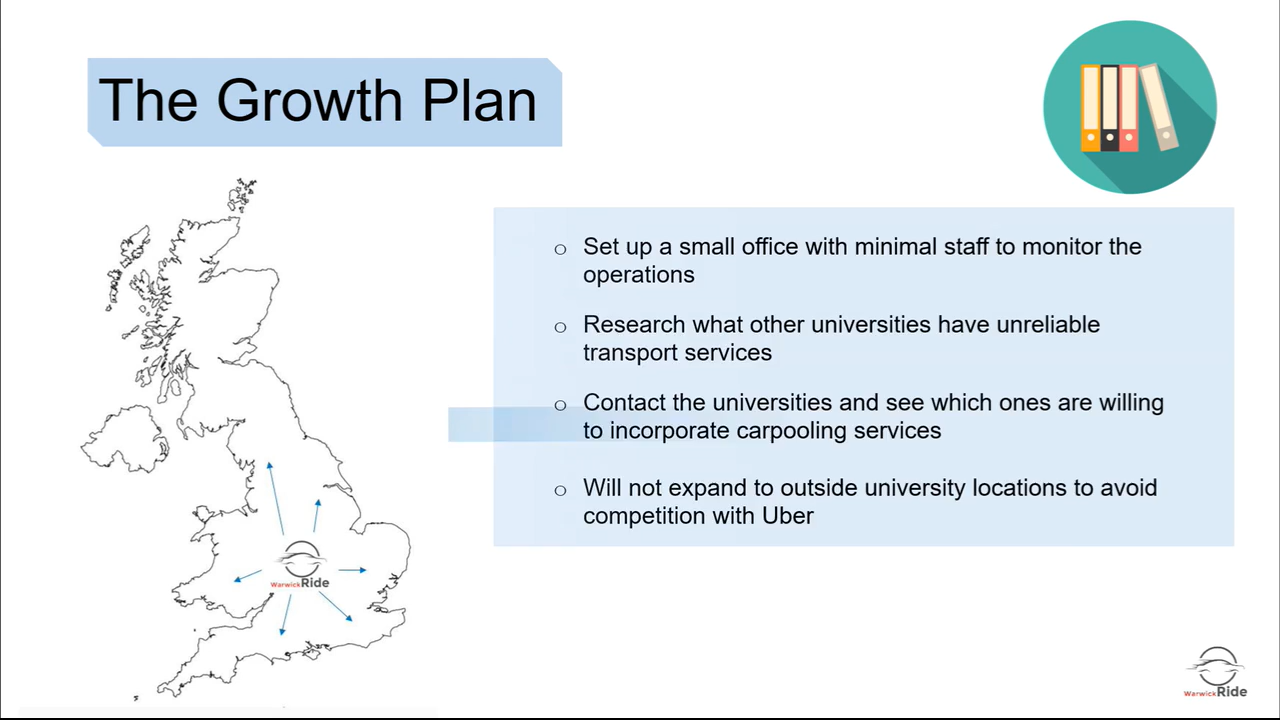 The Growth Plan
o Set up a small office with minimal staff to monitor the
operations
o Research what other universities have unreliable
transport services
o Contact the universities and see which ones are willing
to incorporate carpooling services
o Will not expand to outside university locations to avoid
competition with Uber
WarwickRide
WarwickRide